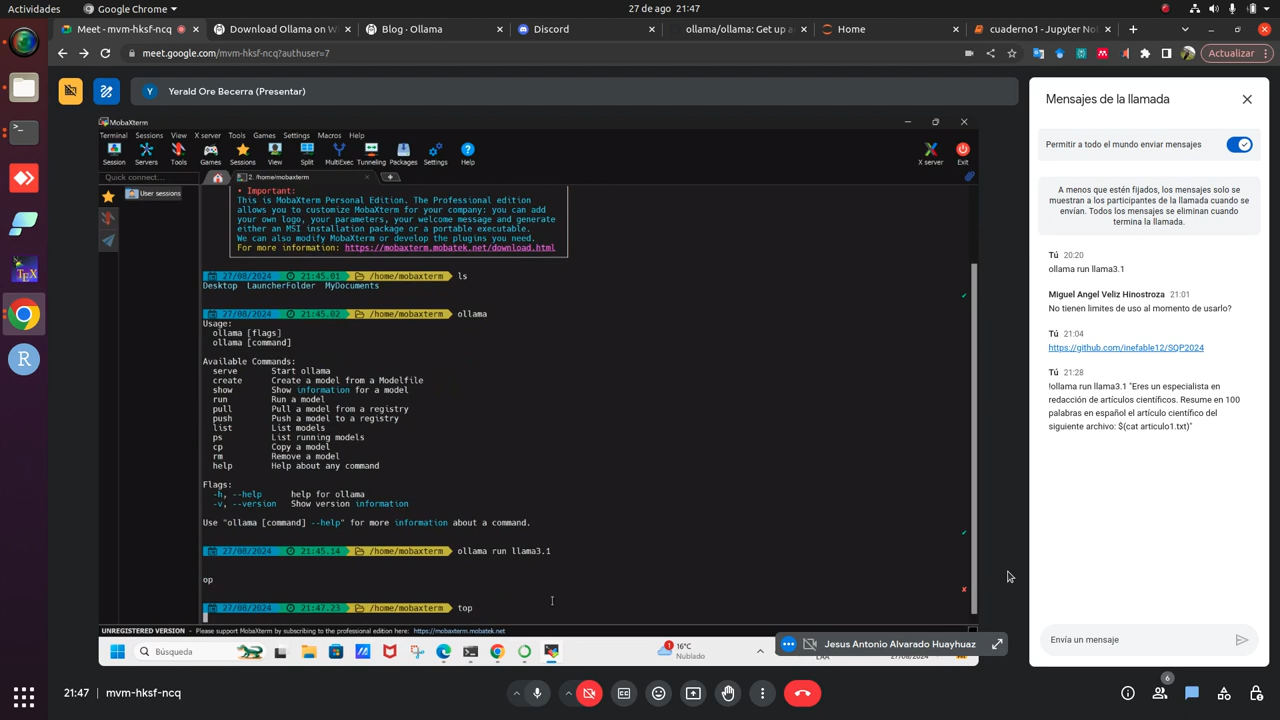 Actividades
Google Chrome
27 de ago 21:47
Meet - mvm-hksf-ncq
Download Ollama on W
Blog · Ollama
Discord
ollama/ollama: Get up a
Home
cuaderno1 - Jupyter No
meet.google.com/mvm-hksf-ncq?authuser=7
Actualizar
Y Yerald Ore Becerra (Presentar)
MobaXterm
Terminal Sessions View X server Tools Games Settings Macros Help
Session Servers Tools Games Sessions View Split MultiExec Tunneling Packages Settings Help
X server Exit
Quick connect...
2. /home/mobaxterm
User sessions
• Important:
This is MobaXterm Personal Edition. The Professional edition
allows you to customize MobaXterm for your company: you can add
your own logo, your parameters, your welcome message and generate
either an MSI installation package or a portable executable.
We can also modify MobaXterm or develop the plugins you need.
For more information: https://mobaxterm.mobatek.net/download.html
27/08/2024 21:45.01 /home/mobaxterm ls
Desktop LauncherFolder MyDocuments
27/08/2024 21:45.02 /home/mobaxterm ollama
Usage:
ollama [flags]
ollama [command]
Available Commands:
serve Start ollama
create Create a model from a Modelfile
show Show information for a model
run Run a model
pull Pull a model from a registry
push Push a model to a registry
list List models
ps List running models
cp Copy a model
rm Remove a model
help Help about any command
Flags:
-h, --help help for ollama
-v, --version Show version information
Use "ollama [command] --help" for more information about a command.
27/08/2024 21:45.14 /home/mobaxterm ollama run llama3.1
op
27/08/2024 21:47.23 /home/mobaxterm top
UNREGISTERED VERSION - Please support MobaXterm by subscribing to the professional edition here: https://mobaxterm.mobatek.net
Búsqueda
1
16°C
Nublado
Jesus Antonio Alvarado Huayhuaz
Mensajes de la llamada
Permitir a todo el mundo enviar mensajes
A menos que estén fijados, los mensajes solo se
muestran a los participantes de la llamada cuando se
envían. Todos los mensajes se eliminan cuando
termina la llamada.
Tú 20:20
ollama run llama3.1
Miguel Angel Veliz Hinostroza 21:01
No tienen limites de uso al momento de usarlo?
Tú 21:04
https://github.com/inefable12/SQP2024
Tú 21:28
!ollama run llama3.1 "Eres un especialista en
redacción de artículos científicos. Resume en 100
palabras en español el artículo científico del
siguiente archivo: $(cat articulo1.txt)"
Envía un mensaje
21:47 mvm-hksf-ncq
6
TEX
R